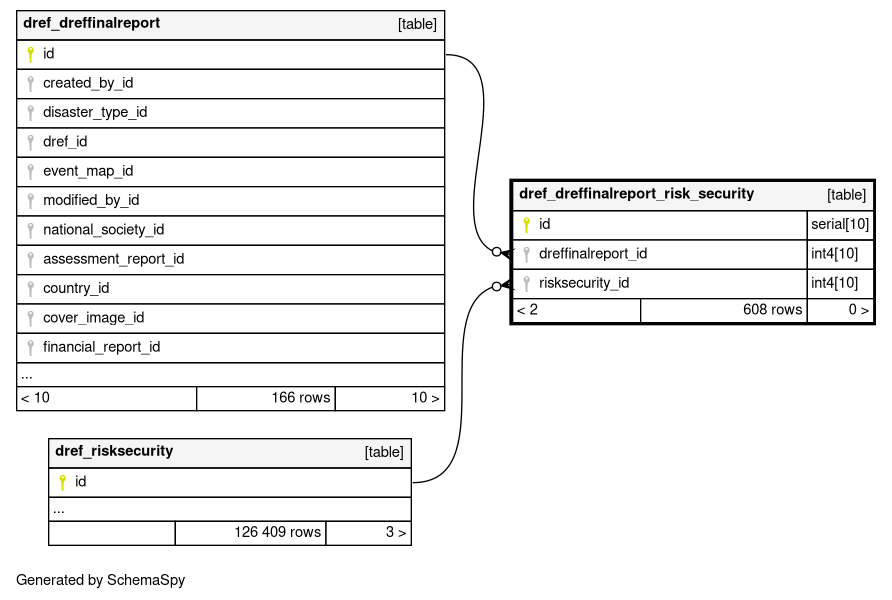 dref_dreffinalreport [table]
id
created_by_id
disaster_type_id
dref_id
event_map_id
modified_by_id
national_society_id
assessment_report_id
country_id
cover_image_id
financial_report_id
...
< 10 166 rows 10 >
dref_dreffinalreport_risk_security [table]
id serial[10]
dreffinalreport_id int4[10]
risksecurity_id int4[10]
< 2 608 rows 0 >
dref_risksecurity [table]
id
...
126 409 rows 3 >
Generated by SchemaSpy